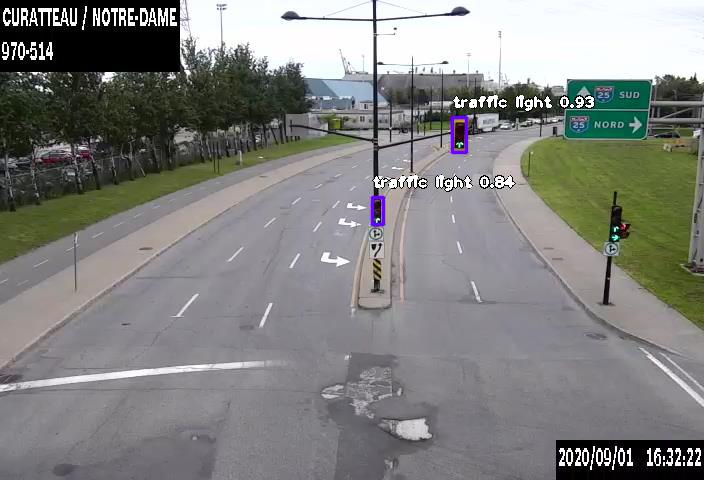 CURATTEAU / NOTRE-DAME
970-514
traffic light 0.93
25 SUD
25 NORD
traffic light 0.84
2020/09/01 16:32:22